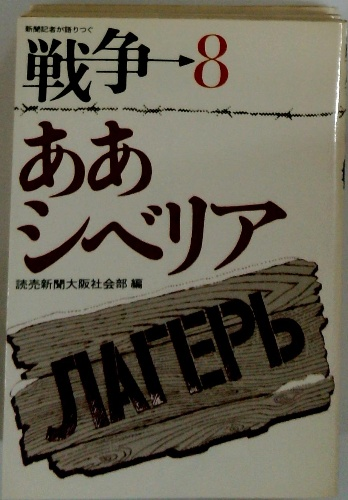 新聞記者が語りつぐ
戦争→8
ああ
シベリア
読売新聞大阪社会部 編
ЛАГЕРЬ